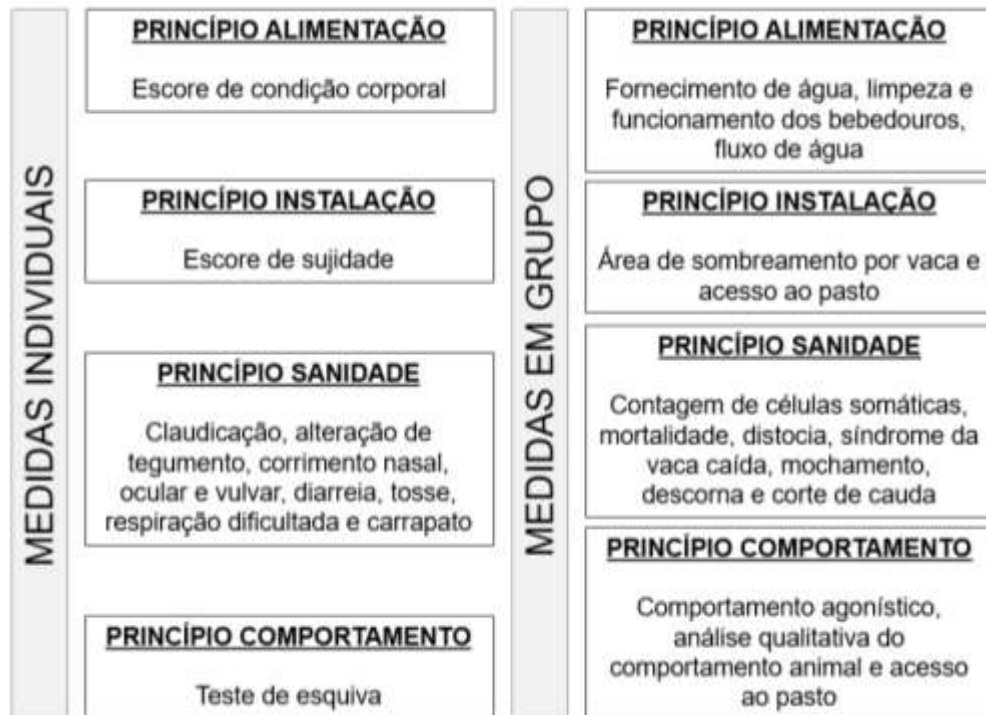 MEDIDAS INDIVIDUAIS
PRINCÍPIO ALIMENTAÇÃO
Escore de condição corporal
PRINCÍPIO INSTALAÇÃO
Escore de sujidade
PRINCÍPIO SANIDADE
Claudicação, alteração de
tegumento, corrimento nasal,
ocular e vulvar, diarreia, tosse,
respiração dificultada e carrapato
PRINCÍPIO COMPORTAMENTO
Teste de esquiva
MEDIDAS EM GRUPO
PRINCÍPIO ALIMENTAÇÃO
Fornecimento de água, limpeza e
funcionamento dos bebedouros,
fluxo de água
PRINCÍPIO INSTALAÇÃO
Área de sombreamento por vaca e
acesso ao pasto
PRINCÍPIO SANIDADE
Contagem de células somáticas,
mortalidade, distocia, síndrome da
vaca caída, mochamento,
descorna e corte de cauda
PRINCÍPIO COMPORTAMENTO
Comportamento agonístico,
análise qualitativa do
comportamento animal e acesso
ao pasto